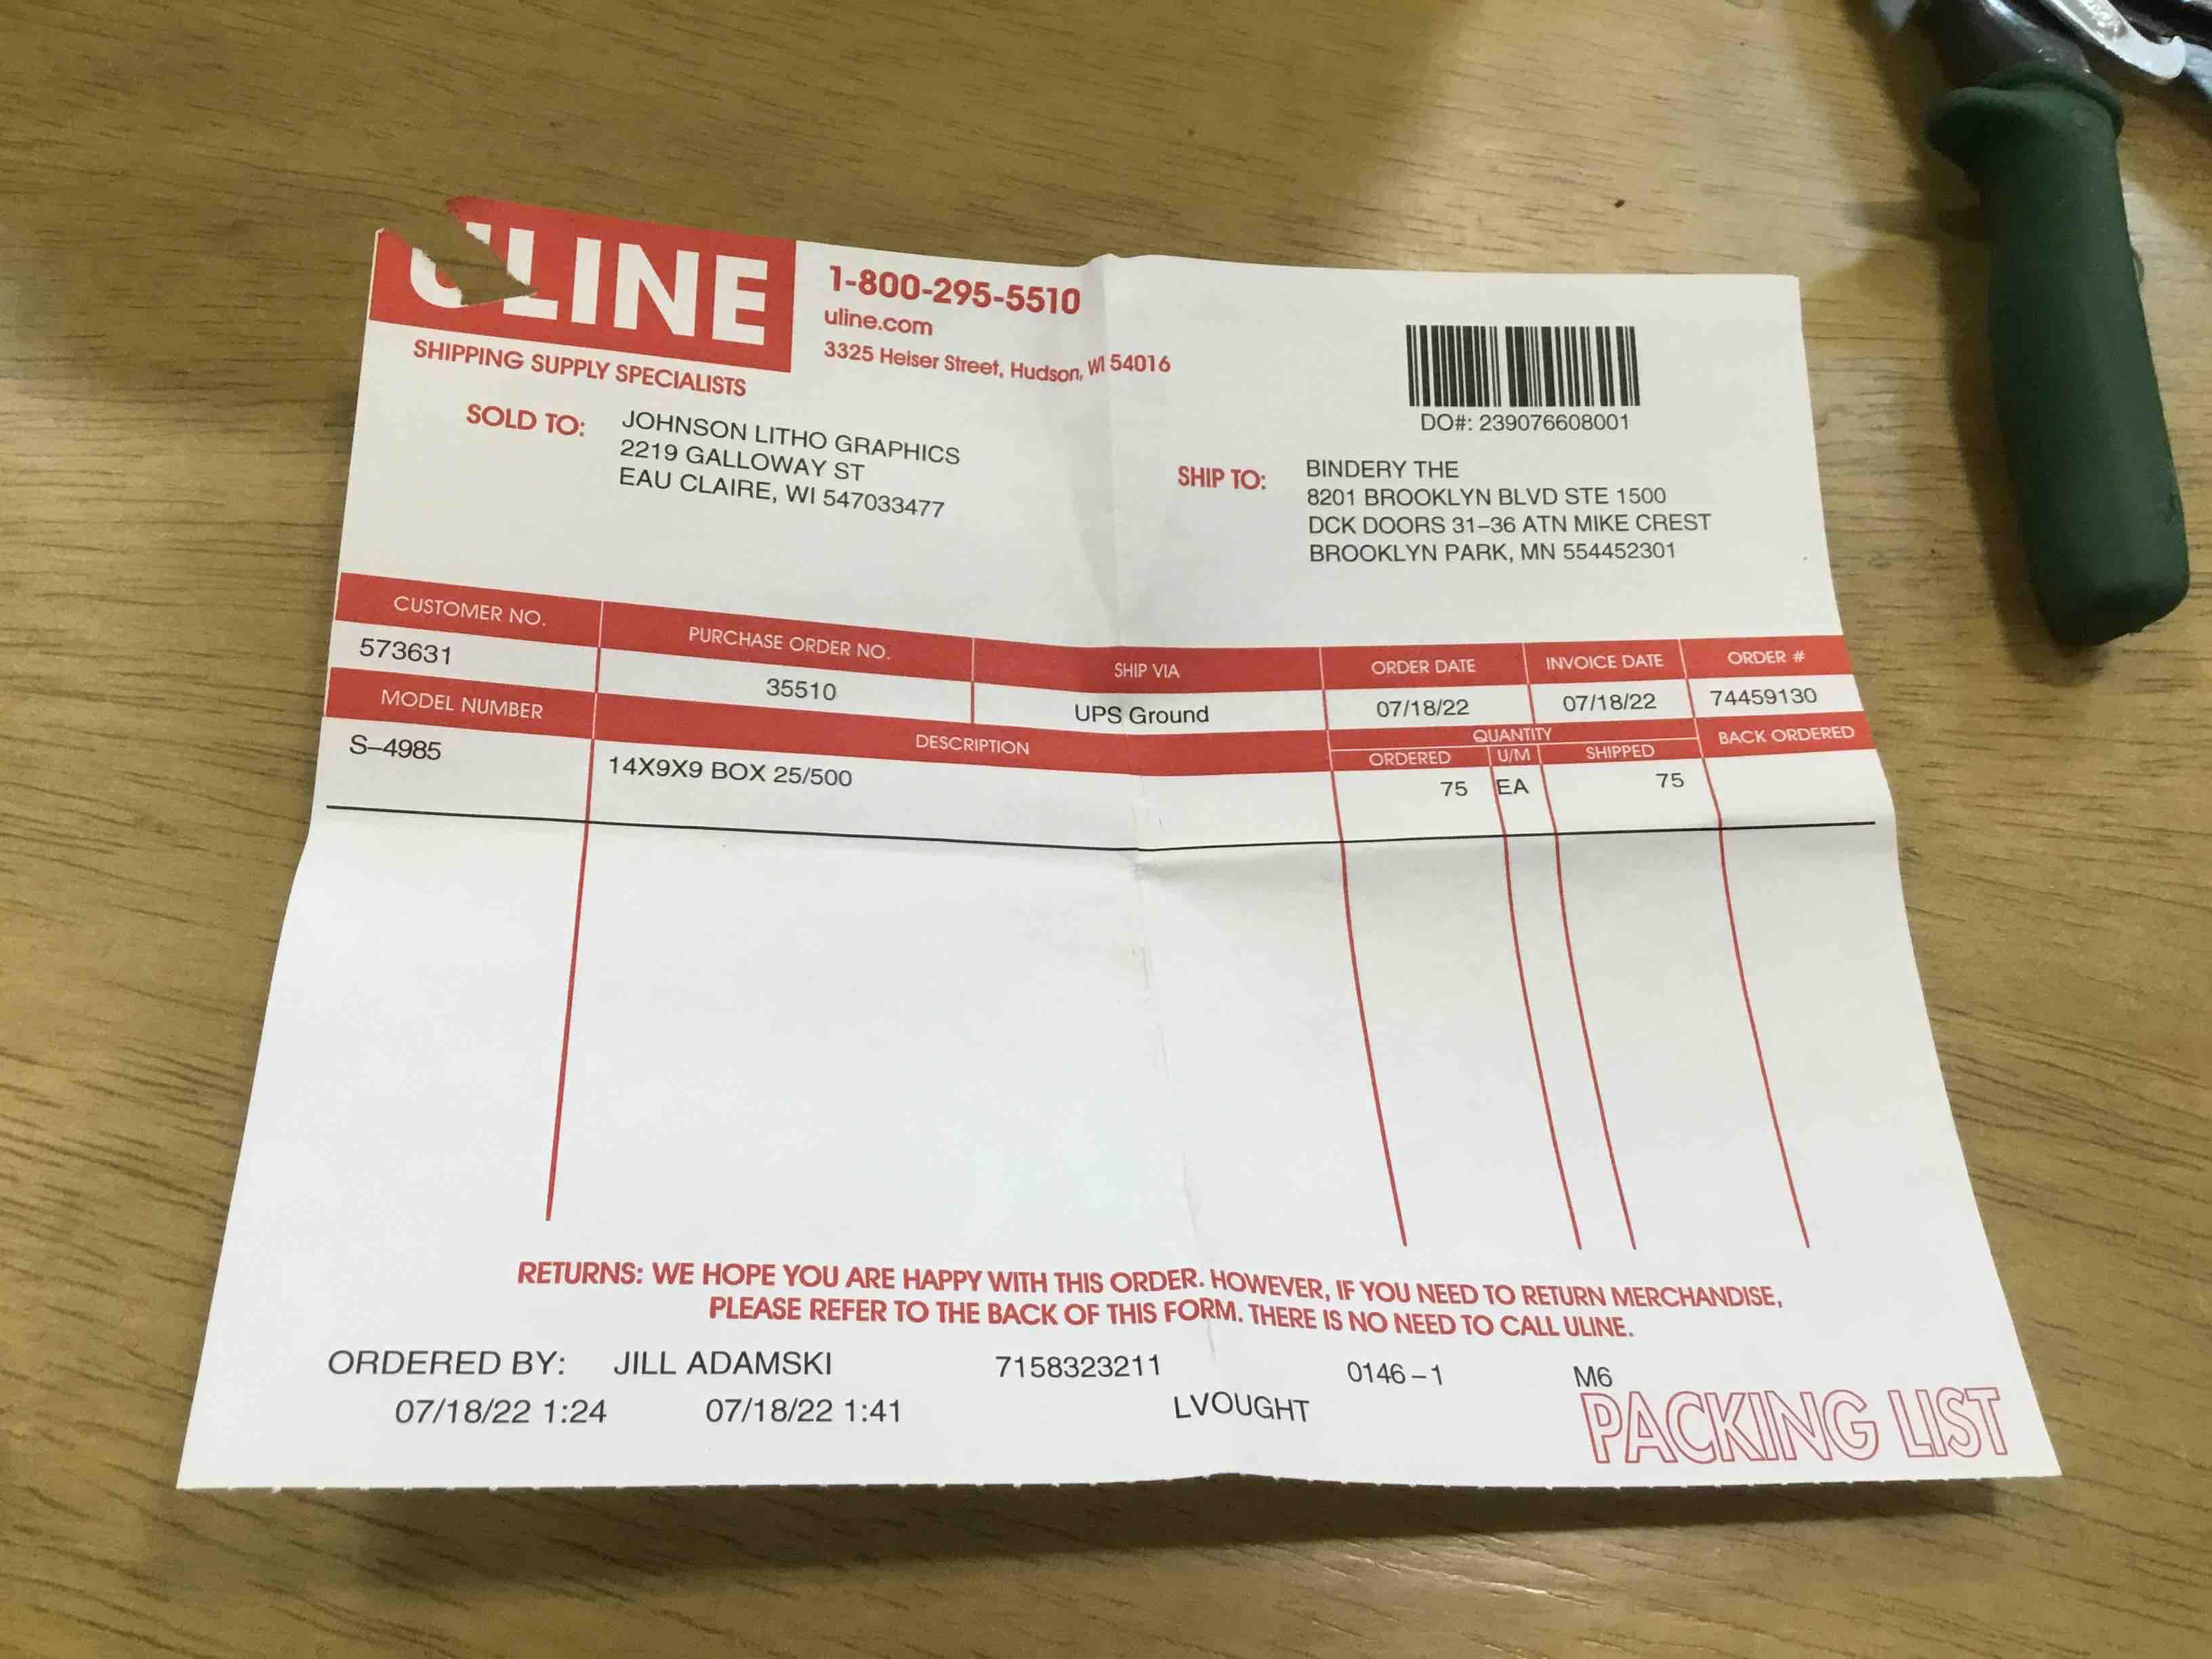 ULINE
SHIPPING SUPPLY SPECIALISTS
1-800-295-5510
uline.com
3325 Heiser Street, Hudson, WI 54016
DO#: 239076608001
SOLD TO:
JOHNSON LITHO GRAPHICS
2219 GALLOWAY ST
EAU CLAIRE, WI 547033477
SHIP TO:
BINDERY THE
8201 BROOKLYN BLVD STE 1500
DCK DOORS 31–36 ATN MIKE CREST
BROOKLYN PARK, MN 554452301
CUSTOMER NO. PURCHASE ORDER NO. SHIP VIA ORDER DATE INVOICE DATE ORDER #
573631 35510 UPS Ground 07/18/22 07/18/22 74459130
MODEL NUMBER DESCRIPTION QUANTITY BACK ORDERED
ORDERED U/M SHIPPED
S–4985 14X9X9 BOX 25/500 75 EA 75
RETURNS: WE HOPE YOU ARE HAPPY WITH THIS ORDER. HOWEVER, IF YOU NEED TO RETURN MERCHANDISE,
PLEASE REFER TO THE BACK OF THIS FORM. THERE IS NO NEED TO CALL ULINE.
ORDERED BY: JILL ADAMSKI 7158323211 0146–1 M6
07/18/22 1:24 07/18/22 1:41 LVOUGHT
PACKING LIST